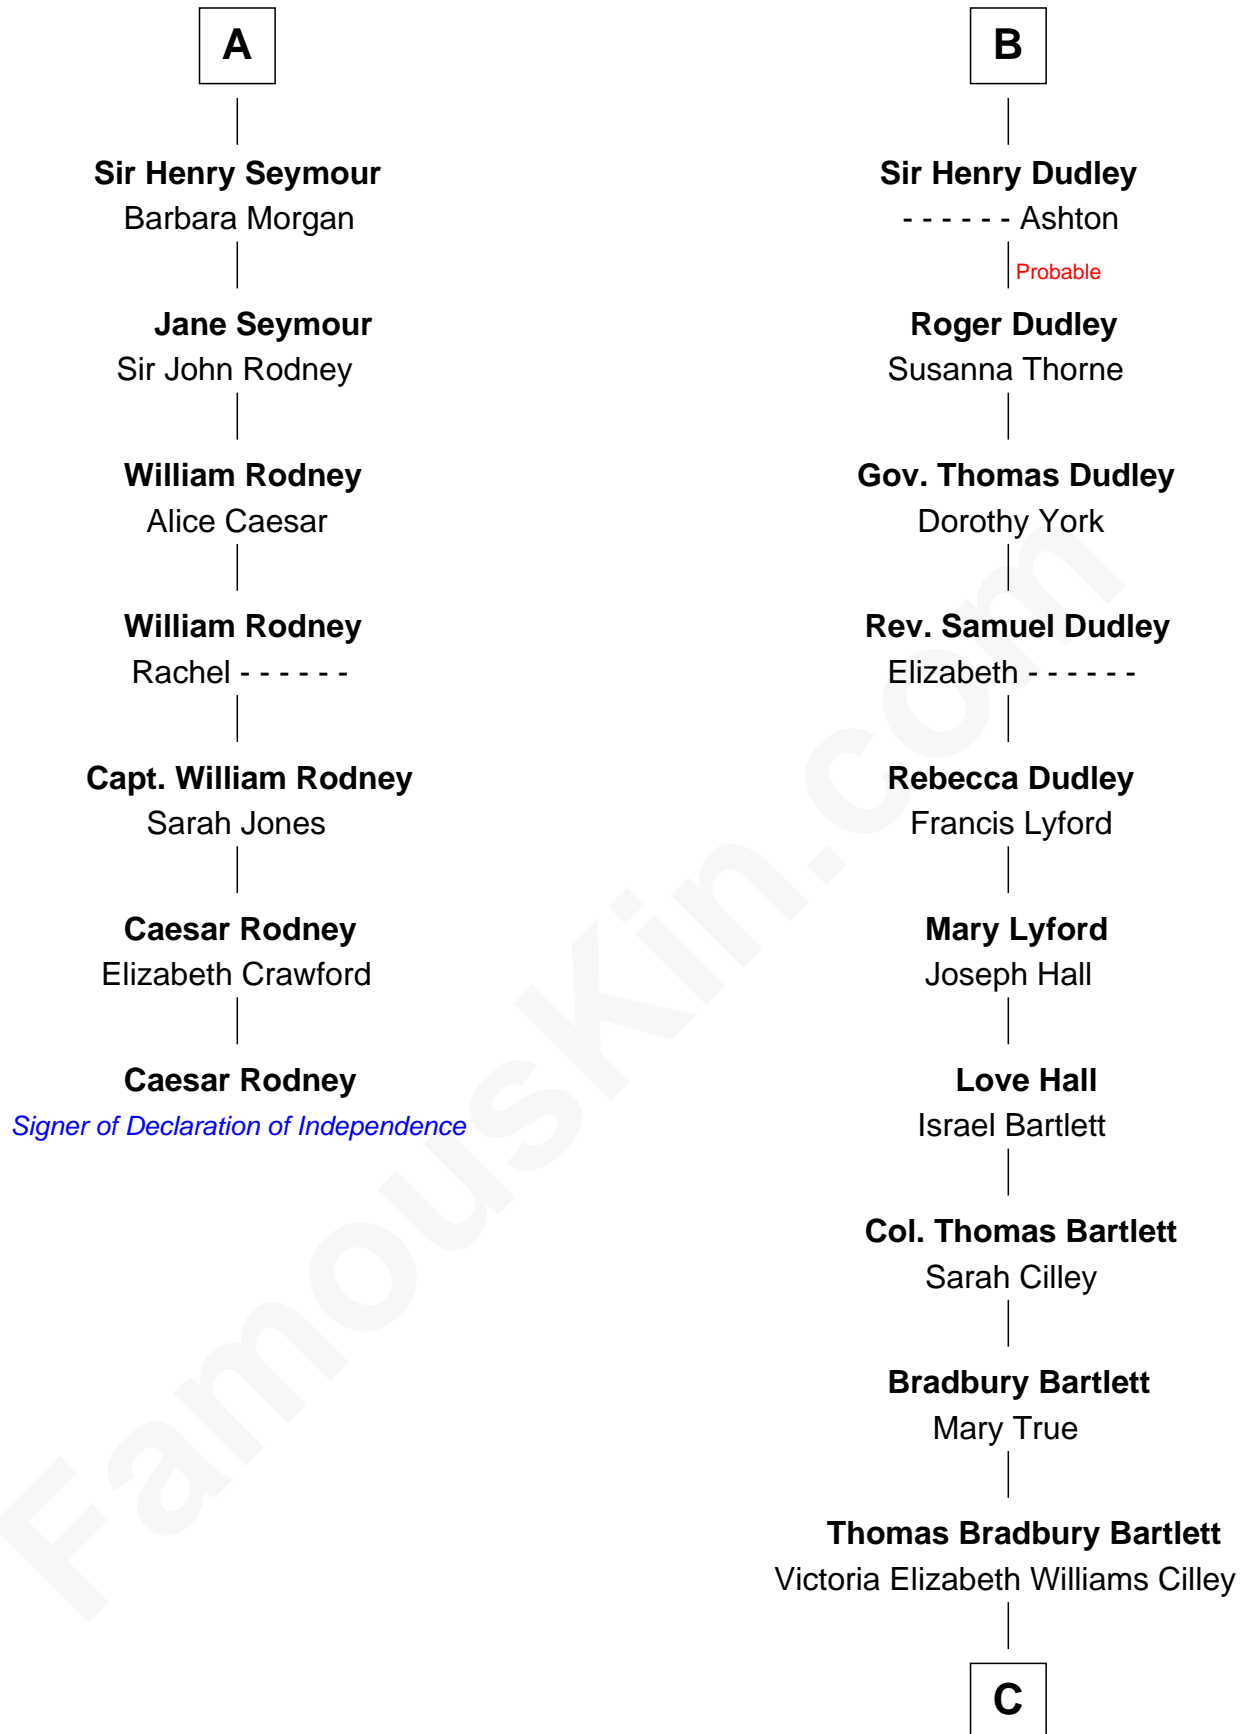 A
Sir Henry Seymour
Barbara Morgan
Jane Seymour
Sir John Rodney
William Rodney
Alice Caesar
William Rodney
Rachel - - - - - -
Capt. William Rodney
Sarah Jones
Caesar Rodney
Elizabeth Crawford
Caesar Rodney
Signer of Declaration of Independence
B
Sir Henry Dudley
- - - - - - Ashton
Probable
Roger Dudley
Susanna Thorne
Gov. Thomas Dudley
Dorothy York
Rev. Samuel Dudley
Elizabeth - - - - - -
Rebecca Dudley
Francis Lyford
Mary Lyford
Joseph Hall
Love Hall
Israel Bartlett
Col. Thomas Bartlett
Sarah Cilley
Bradbury Bartlett
Mary True
Thomas Bradbury Bartlett
Victoria Elizabeth Williams Cilley
C
FamousKin.com